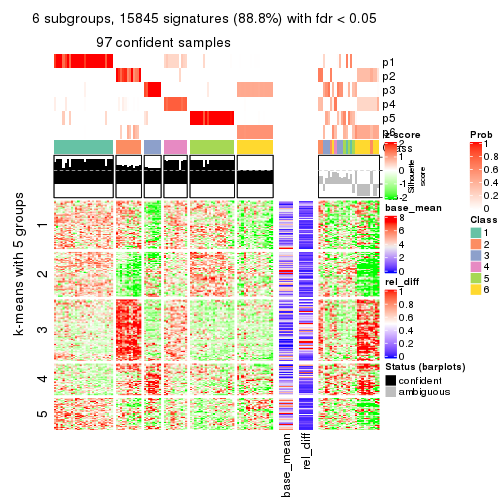 6 subgroups, 15845 signatures (88.8%) with fdr < 0.05
97 confident samples
p1
p2
p3
p4
p5
p6
Class
z-score
2
1
0
-1
-2
Silhouette
score
Prob
1
0.8
0.6
0.4
0.2
0
base_mean
8
6
4
2
0
Class
1
2
3
4
5
6
rel_diff
1
0.8
0.6
0.4
0.2
0
Status (barplots)
confident
ambiguous
k-means with 5 groups
1
2
3
4
5
base_mean
rel_diff